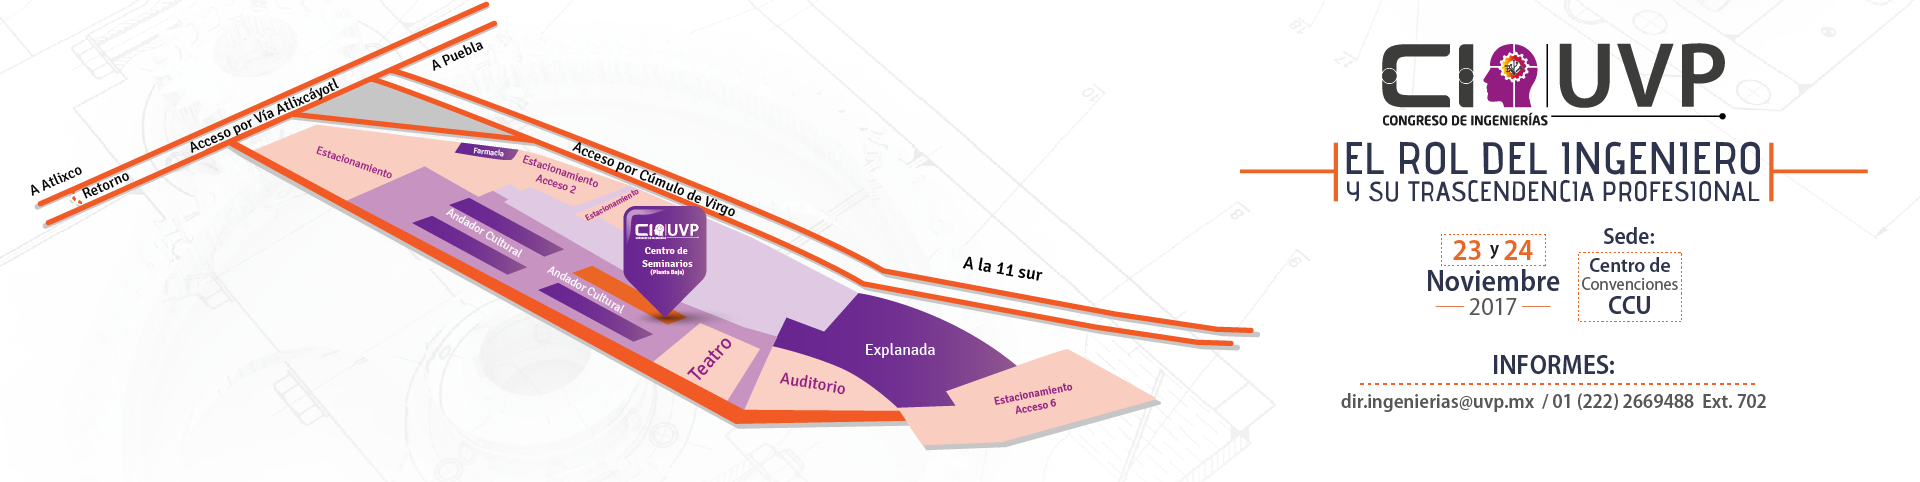 A Puebla
Acceso por Vía Atlixcáyotl
A Atlixco
Retorno
Estacionamiento
Farmacia
Estacionamiento
Acceso 2
Estacionamiento
Acceso por Cúmulo de Virgo
A la 11 sur
Andador Cultural
Andador Cultural
CI UVP
CONGRESO DE INGENIERÍAS
Centro de
Seminarios
(Planta Baja)
Teatro
Auditorio
Explanada
Estacionamiento
Acceso 6
CI UVP
CONGRESO DE INGENIERÍAS
EL ROL DEL INGENIERO
Y SU TRASCENDENCIA PROFESIONAL
23 y 24
Noviembre
2017
Sede:
Centro de
Convenciones
CCU
INFORMES:
dir.ingenierias@uvp.mx / 01 (222) 2669488 Ext. 702